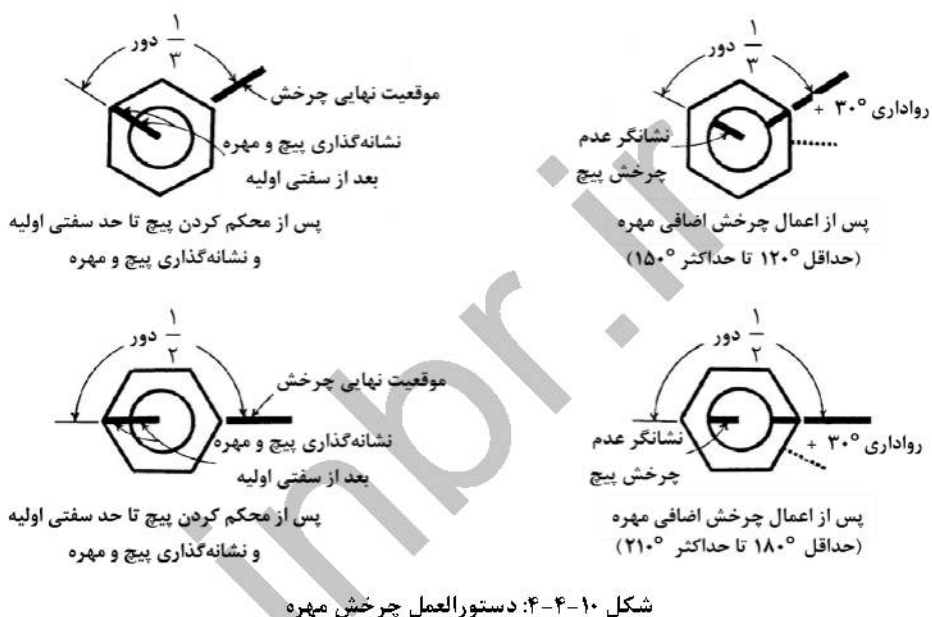 ۱/۳ دور
موقعیت نهایی چرخش
نشانه‌گذاری پیچ و مهره
بعد از سفتی اولیه
پس از محکم کردن پیچ تا حد سفتی اولیه
و نشانه‌گذاری پیچ و مهره
۱/۳ دور
رواداری ۳۰° +
نشانگر عدم
چرخش پیچ
پس از اعمال چرخش اضافی مهره
(حداقل ۱۲۰° تا حداکثر ۱۵۰°)
۱/۲ دور
موقعیت نهایی چرخش
نشانه‌گذاری پیچ و مهره
بعد از سفتی اولیه
پس از محکم کردن پیچ تا حد سفتی اولیه
و نشانه‌گذاری پیچ و مهره
۱/۲ دور
رواداری ۳۰° +
نشانگر عدم
چرخش پیچ
پس از اعمال چرخش اضافی مهره
(حداقل ۱۸۰° تا حداکثر ۲۱۰°)
شکل ۱۰-۴-۴: دستورالعمل چرخش مهره
inbr.ir